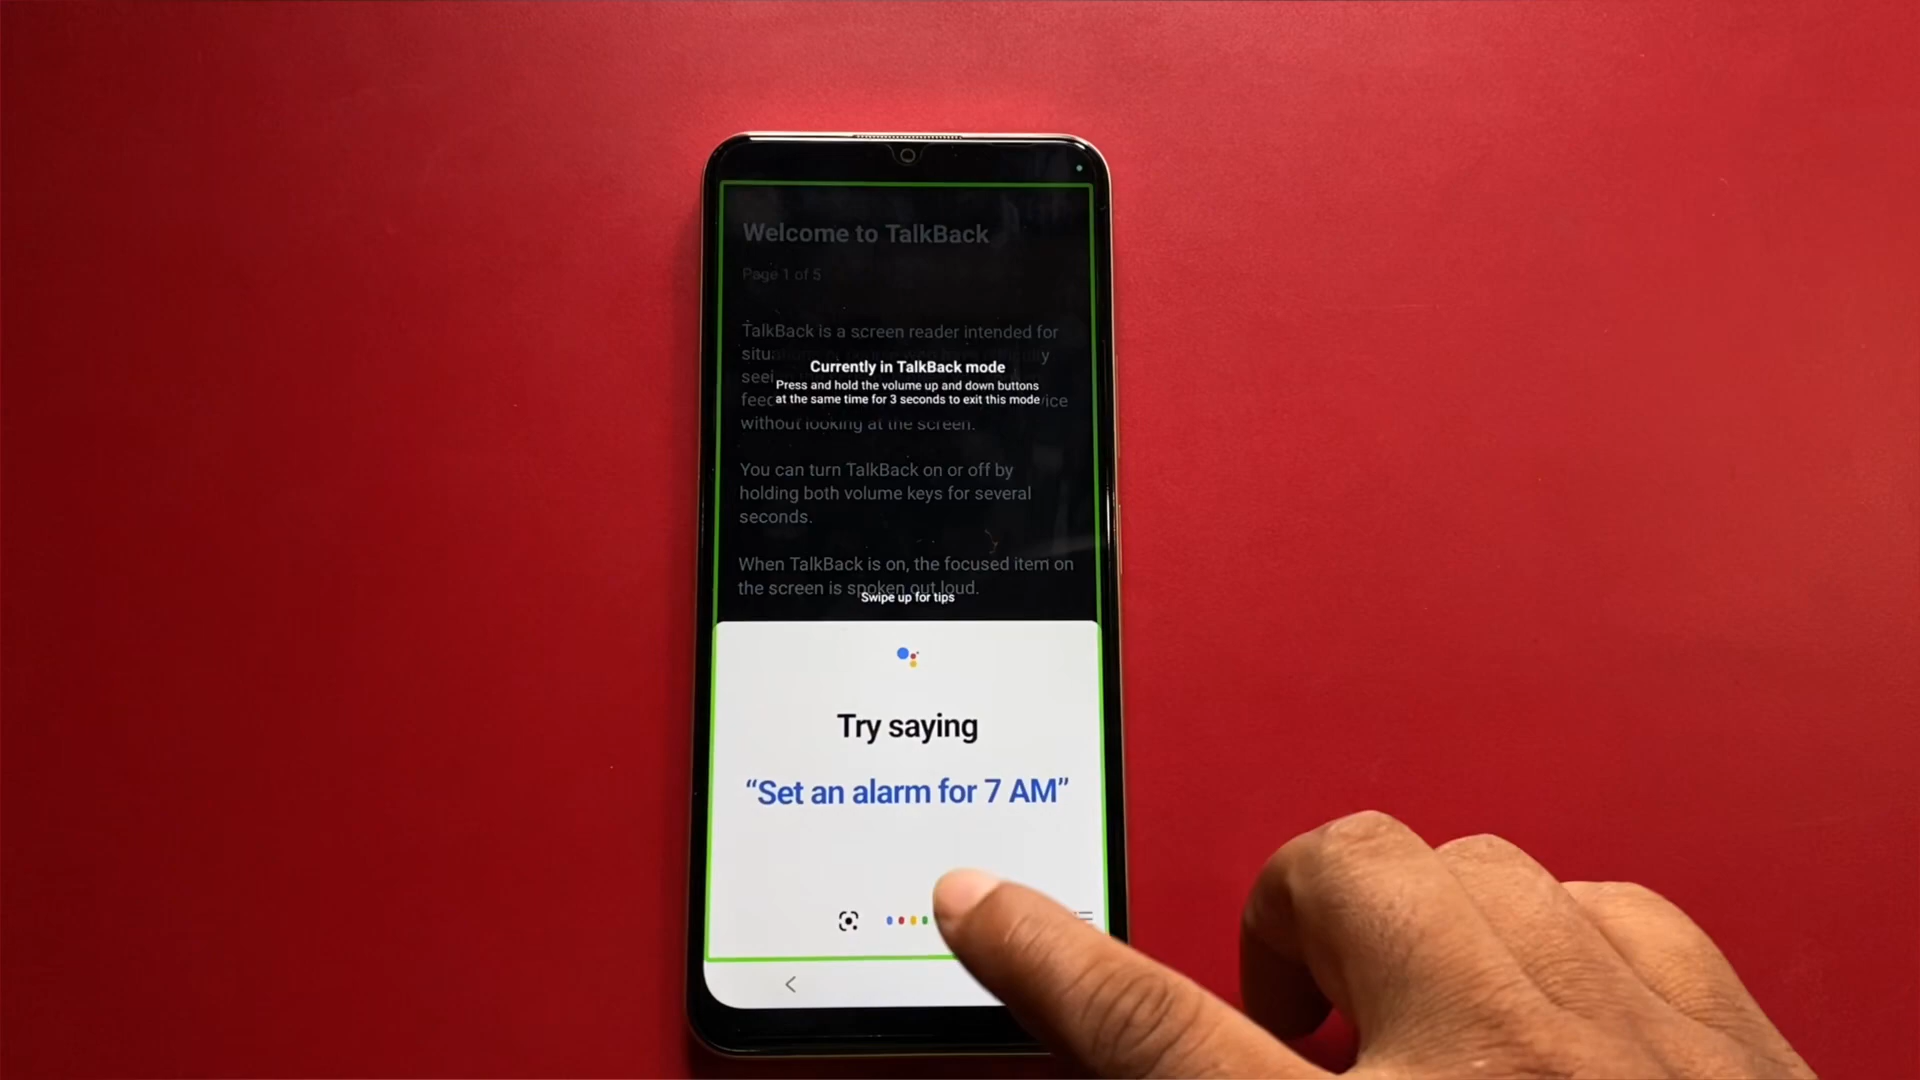 Welcome to TalkBack
Page 1 of 5
TalkBack is a screen reader intended for
situa
Currently in TalkBack mode
Press and hold the volume up and down buttons
at the same time for 3 seconds to exit this mode
without looking at the screen.
You can turn TalkBack on or off by
holding both volume keys for several
seconds.
When TalkBack is on, the focused item on
the screen is spoken out loud.
Swipe up for tips
Try saying
“Set an alarm for 7 AM”